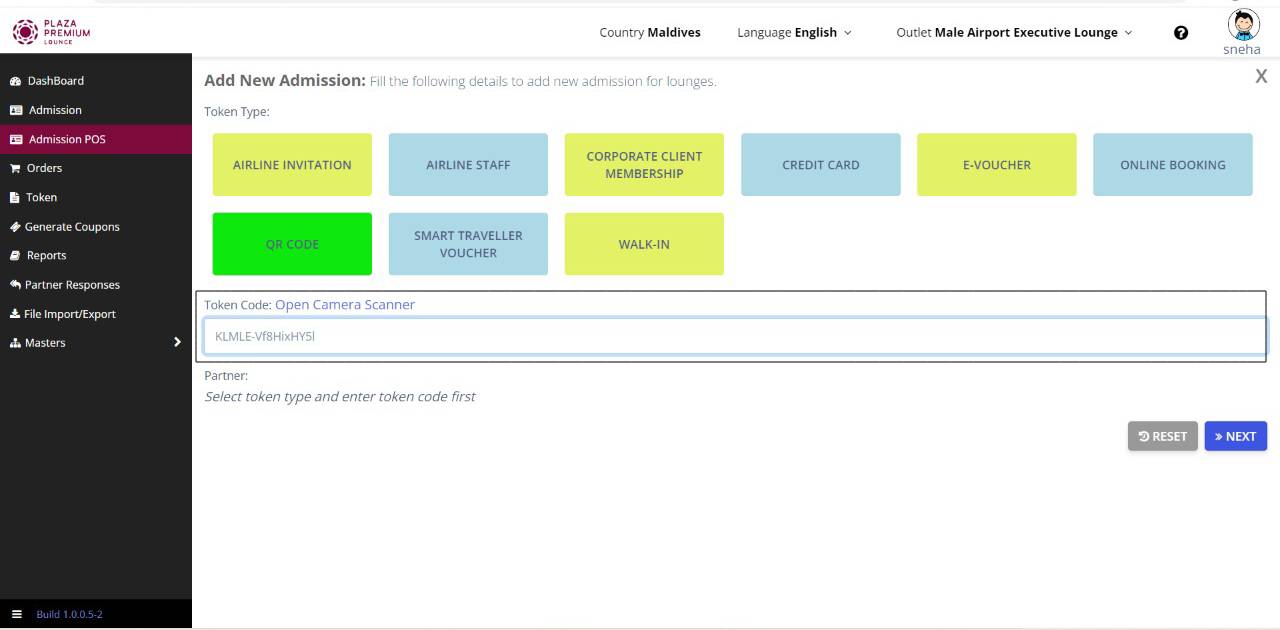 PLAZA
PREMIUM
LOUNGE
Country Maldives
Language English
Outlet Male Airport Executive Lounge
sneha
DashBoard
Admission
Admission POS
Orders
Token
Generate Coupons
Reports
Partner Responses
File Import/Export
Masters
Build 1.0.0.5-2
Add New Admission: Fill the following details to add new admission for lounges.
X
Token Type:
AIRLINE INVITATION
AIRLINE STAFF
CORPORATE CLIENT
MEMBERSHIP
CREDIT CARD
E-VOUCHER
ONLINE BOOKING
QR CODE
SMART TRAVELLER
VOUCHER
WALK-IN
Token Code: Open Camera Scanner
KLMLE-Vf8HixHY5l
Partner:
Select token type and enter token code first
RESET
» NEXT